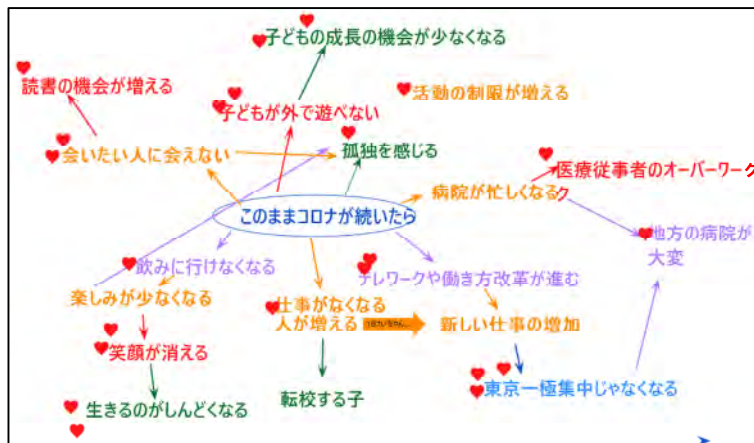 子どもの成長の機会が少なくなる
読書の機会が増える
活動の制限が増える
子どもが外で遊べない
会いたい人に会えない
孤独を感じる
医療従事者のオーバーワーク
ク
病院が忙しくなる
このままコロナが続いたら
地方の病院が
大変
飲みに行けなくなる
テレワークや働き方改革が進む
楽しみが少なくなる
仕事がなくなる
人が増える
新しい仕事の増加
笑顔が消える
東京一極集中じゃなくなる
転校する子
生きるのがしんどくなる